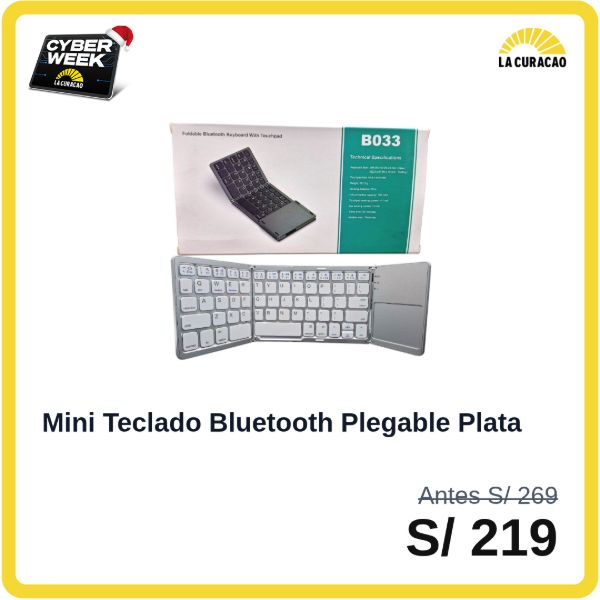 CYBER
WEEK
LA CURACAO
LA CURACAO
Foldable Bluetooth Keyboard With Touchpad
B033
Technical Specifications
Mini Teclado Bluetooth Plegable Plata
Antes S/ 269
S/ 219